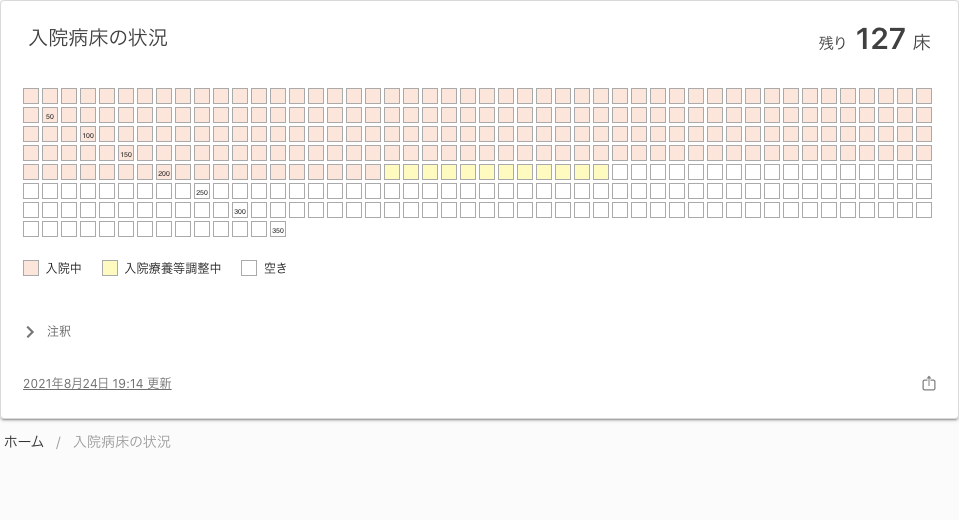 入院病床の状況
残り 127 床
50
100
150
200
250
300
350
入院中 入院療養等調整中 空き
注釈
2021年8月24日 19:14 更新
ホーム / 入院病床の状況